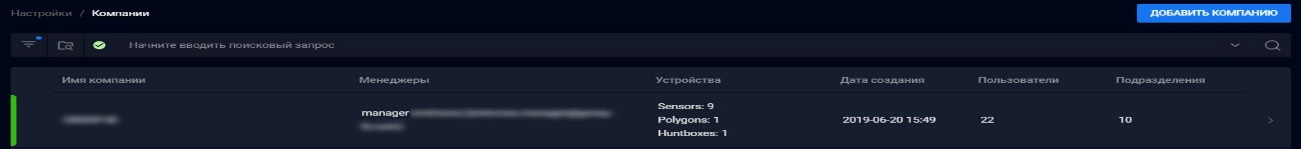 Настройки / Компании
ДОБАВИТЬ КОМПАНИЮ
Начните вводить поисковый запрос
Имя компании Менеджеры Устройства Дата создания Пользователи Подразделения
manager
Sensors: 9
Polygons: 1
Huntboxes: 1
2019-06-20 15:49 22 10